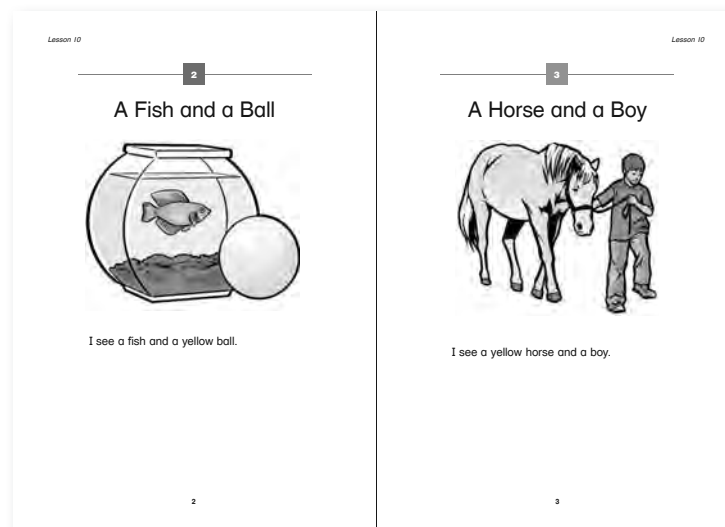 Lesson 10
2
A Fish and a Ball
I see a fish and a yellow ball.
2
Lesson 10
3
A Horse and a Boy
I see a yellow horse and a boy.
3